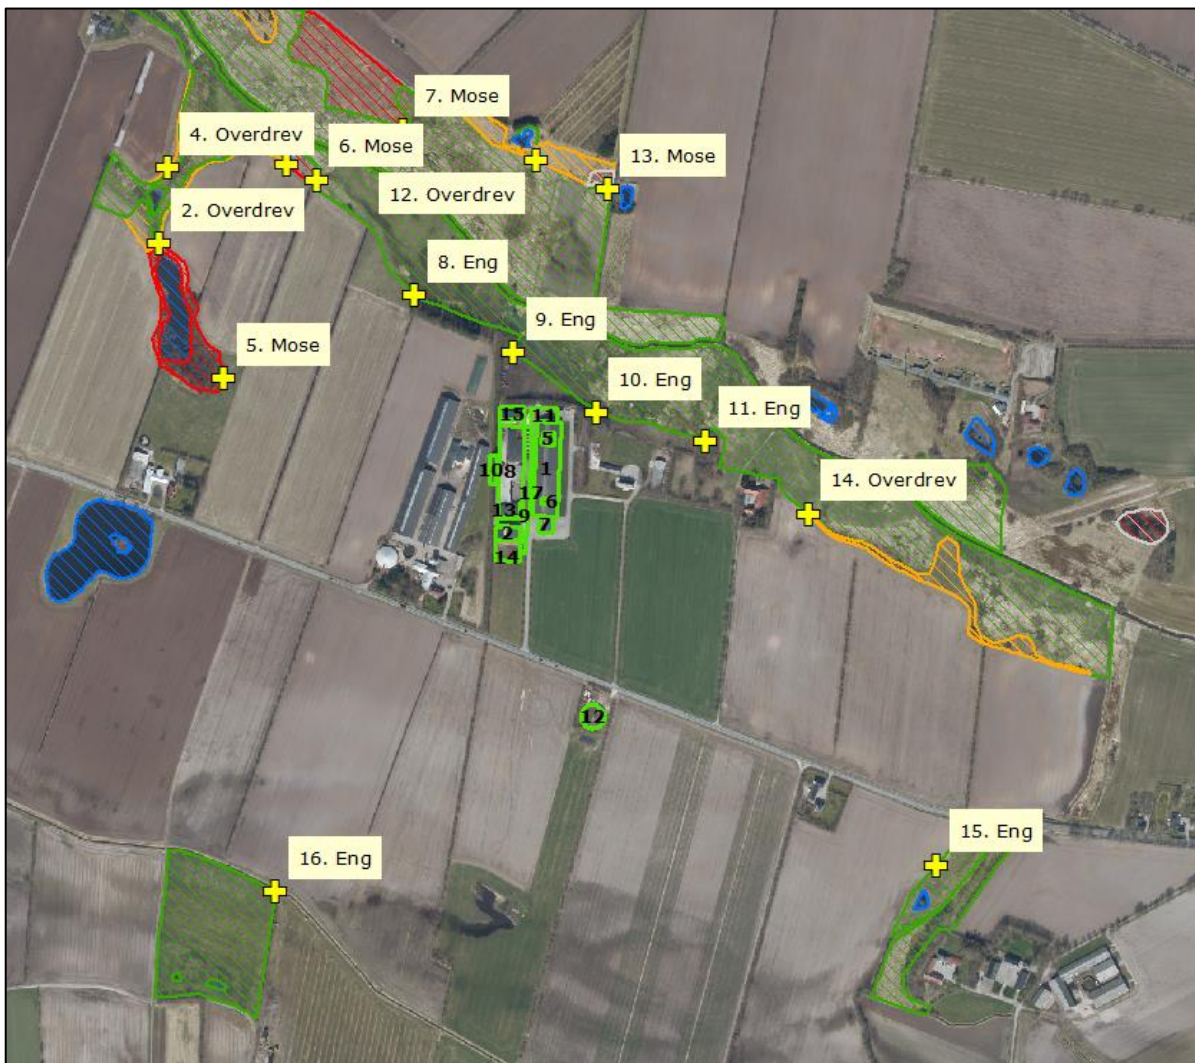 7. Mose
4. Overdrev
6. Mose
13. Mose
12. Overdrev
2. Overdrev
8. Eng
9. Eng
5. Mose
10. Eng
11. Eng
15
11
5
10
8
1
17
6
13
9
7
2
14
14. Overdrev
12
15. Eng
16. Eng